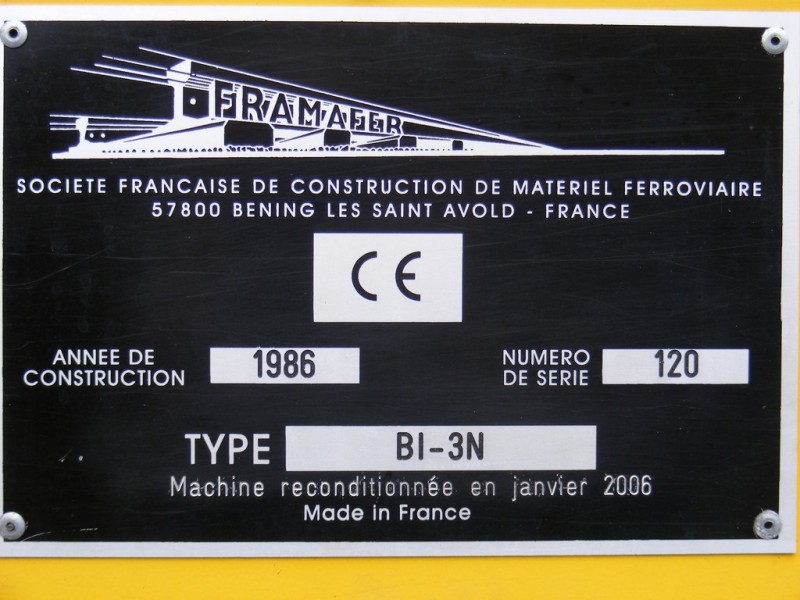 FRAMAFER
SOCIETE FRANCAISE DE CONSTRUCTION DE MATERIEL FERROVIAIRE
57800 BENING LES SAINT AVOLD - FRANCE
CE
ANNEE DE CONSTRUCTION 1986
NUMERO DE SERIE 120
TYPE BI-3N
Machine reconditionnée en janvier 2006
Made in France